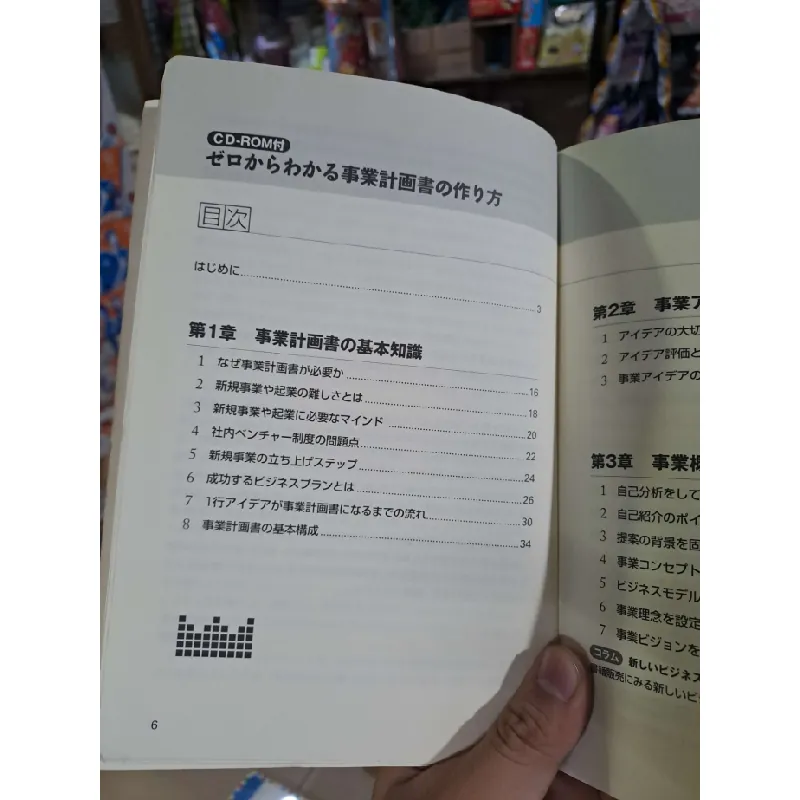 CD-ROM付
ゼロからわかる事業計画書の作り方
目次
はじめに 3
第1章 事業計画書の基本知識
1 なぜ事業計画書が必要か 16
2 新規事業や起業の難しさとは 18
3 新規事業や起業に必要なマインド 20
4 社内ベンチャー制度の問題点 22
5 新規事業の立ち上げステップ 24
6 成功するビジネスプランとは 26
7 1行アイデアが事業計画書になるまでの流れ 30
8 事業計画書の基本構成 34
6
第2章 事業ア
1 アイデアの大切
2 アイデア評価と
3 事業アイデアの
第3章 事業概
1 自己分析をして
2 自己紹介のポイ
3 提案の背景を固
4 事業コンセプト
5 ビジネスモデル
6 事業理念を設定
7 事業ビジョンを
コラム 新しいビジネス
にみる新しいビ